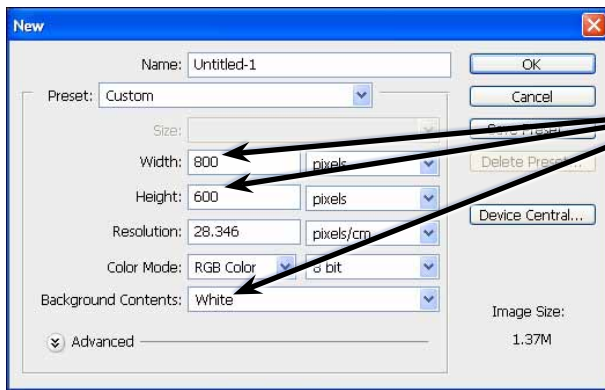 New
Name: Untitled-1
OK
Preset: Custom
Cancel
Size:
Save Preset...
Width: 800 pixels
Delete Preset...
Height: 600 pixels
Device Central...
Resolution: 28.346 pixels/cm
Color Mode: RGB Color 8 bit
Background Contents: White
Image Size:
1.37M
Advanced